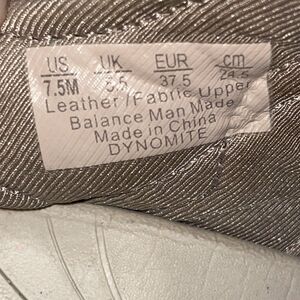 US UK EUR cm
7.5M 5.5 37.5 24.5
Leather/Fabric Upper
Balance Man Made
Made in China
DYNOMITE